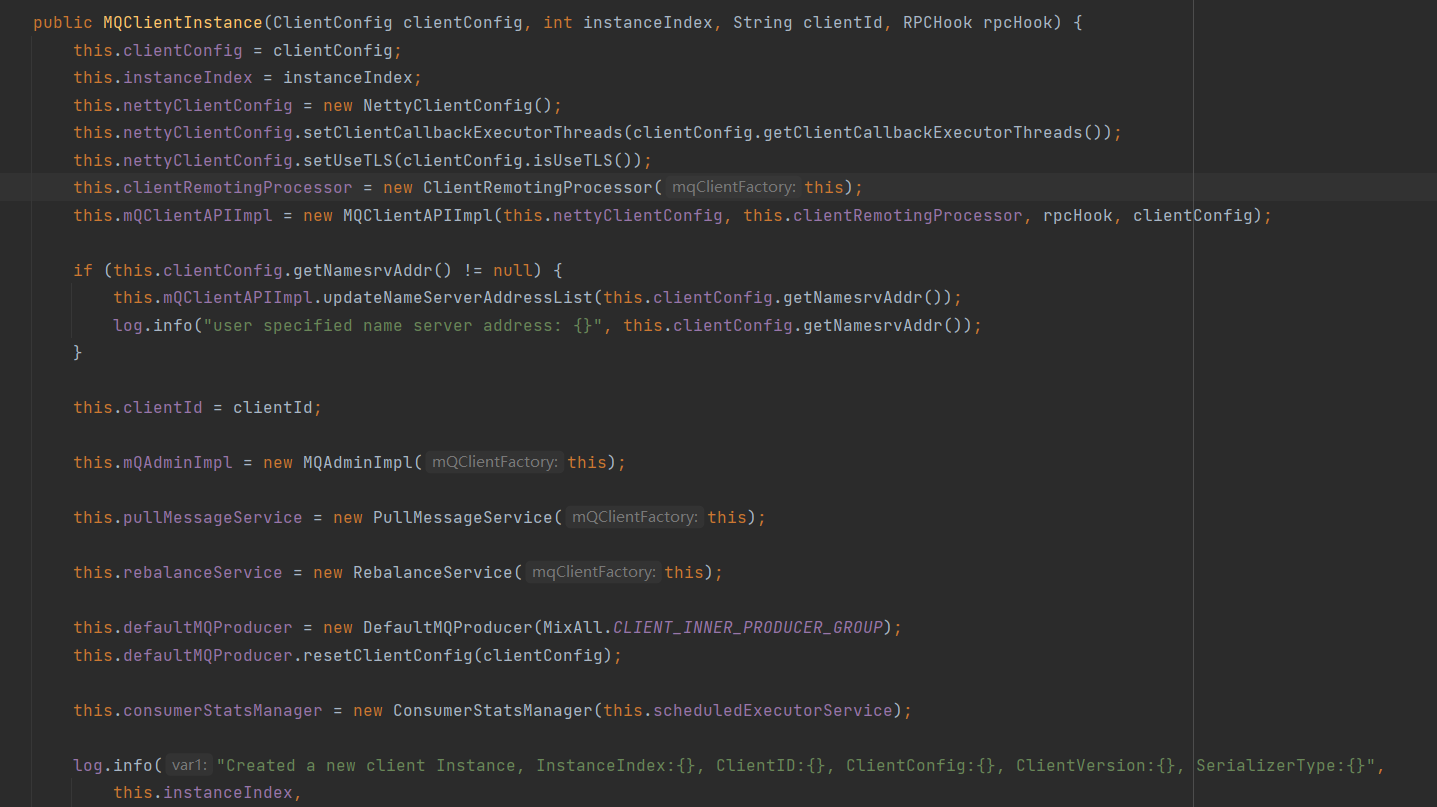 public MQClientInstance(ClientConfig clientConfig, int instanceIndex, String clientId, RPCHook rpcHook) {
this.clientConfig = clientConfig;
this.instanceIndex = instanceIndex;
this.nettyClientConfig = new NettyClientConfig();
this.nettyClientConfig.setClientCallbackExecutorThreads(clientConfig.getClientCallbackExecutorThreads());
this.nettyClientConfig.setUseTLS(clientConfig.isUseTLS());
this.clientRemotingProcessor = new ClientRemotingProcessor( mqClientFactory: this);
this.mQClientAPIImpl = new MQClientAPIImpl(this.nettyClientConfig, this.clientRemotingProcessor, rpcHook, clientConfig);
if (this.clientConfig.getNamesrvAddr() != null) {
this.mQClientAPIImpl.updateNameServerAddressList(this.clientConfig.getNamesrvAddr());
log.info("user specified name server address: {}", this.clientConfig.getNamesrvAddr());
}
this.clientId = clientId;
this.mQAdminImpl = new MQAdminImpl( mQClientFactory: this);
this.pullMessageService = new PullMessageService( mQClientFactory: this);
this.rebalanceService = new RebalanceService( mqClientFactory: this);
this.defaultMQProducer = new DefaultMQProducer(MixAll.CLIENT_INNER_PRODUCER_GROUP);
this.defaultMQProducer.resetClientConfig(clientConfig);
this.consumerStatsManager = new ConsumerStatsManager(this.scheduledExecutorService);
log.info( var1: "Created a new client Instance, InstanceIndex:{}, ClientID:{}, ClientConfig:{}, ClientVersion:{}, SerializerType:{}",
this.instanceIndex,